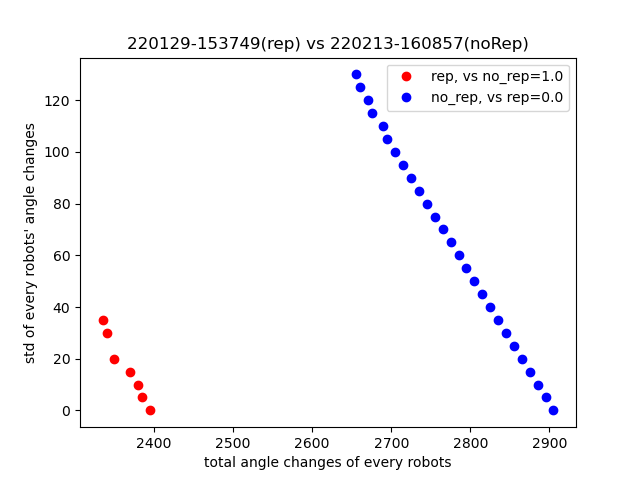 220129-153749(rep) vs 220213-160857(noRep)
rep, vs no_rep=1.0
no_rep, vs rep=0.0
std of every robots' angle changes
120
100
80
60
40
20
0
2400 2500 2600 2700 2800 2900
total angle changes of every robots